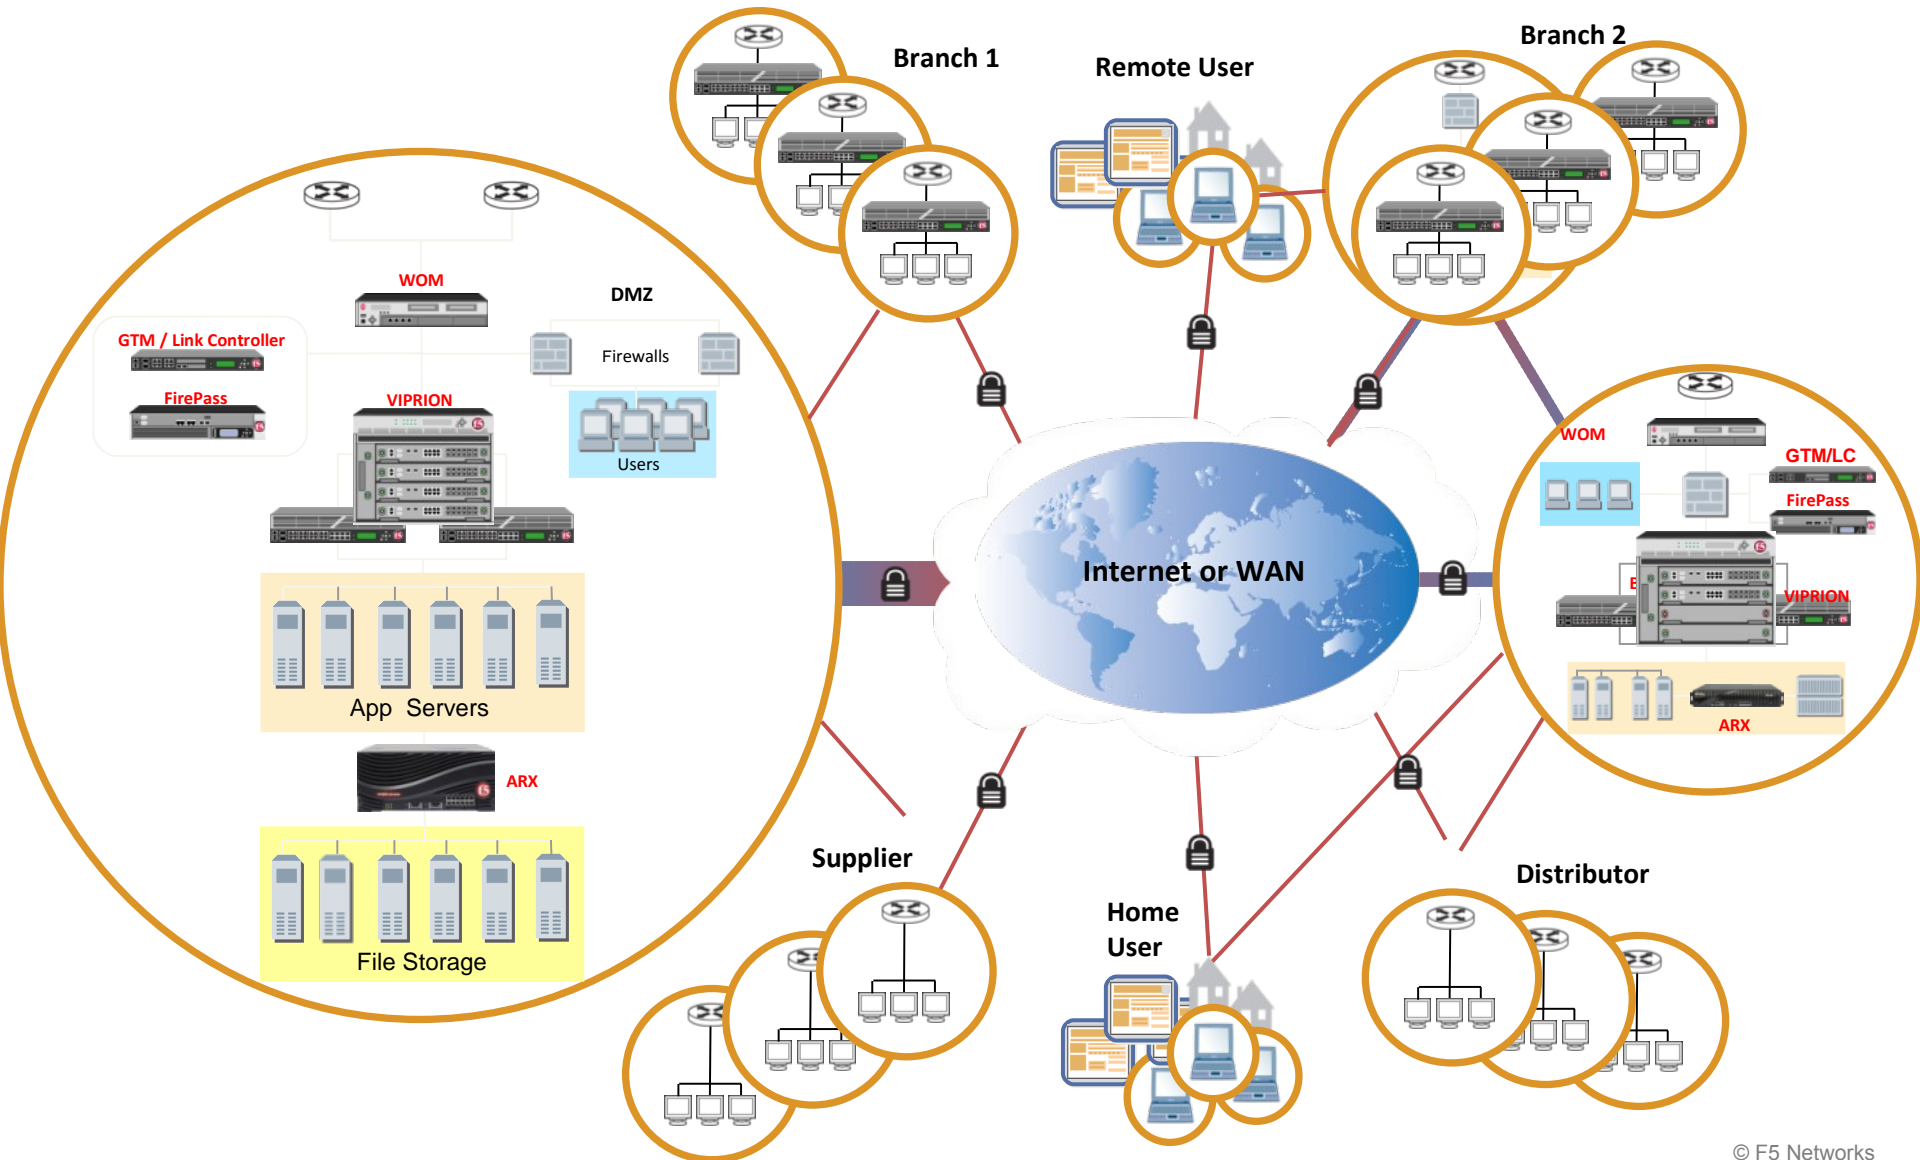 Branch 1
Remote User
Branch 2
WOM
DMZ
GTM / Link Controller
Firewalls
FirePass
VIPRION
Users
WOM
GTM/LC
FirePass
Internet or WAN
VIPRION
App Servers
ARX
ARX
File Storage
Supplier
Distributor
Home
User
© F5 Networks